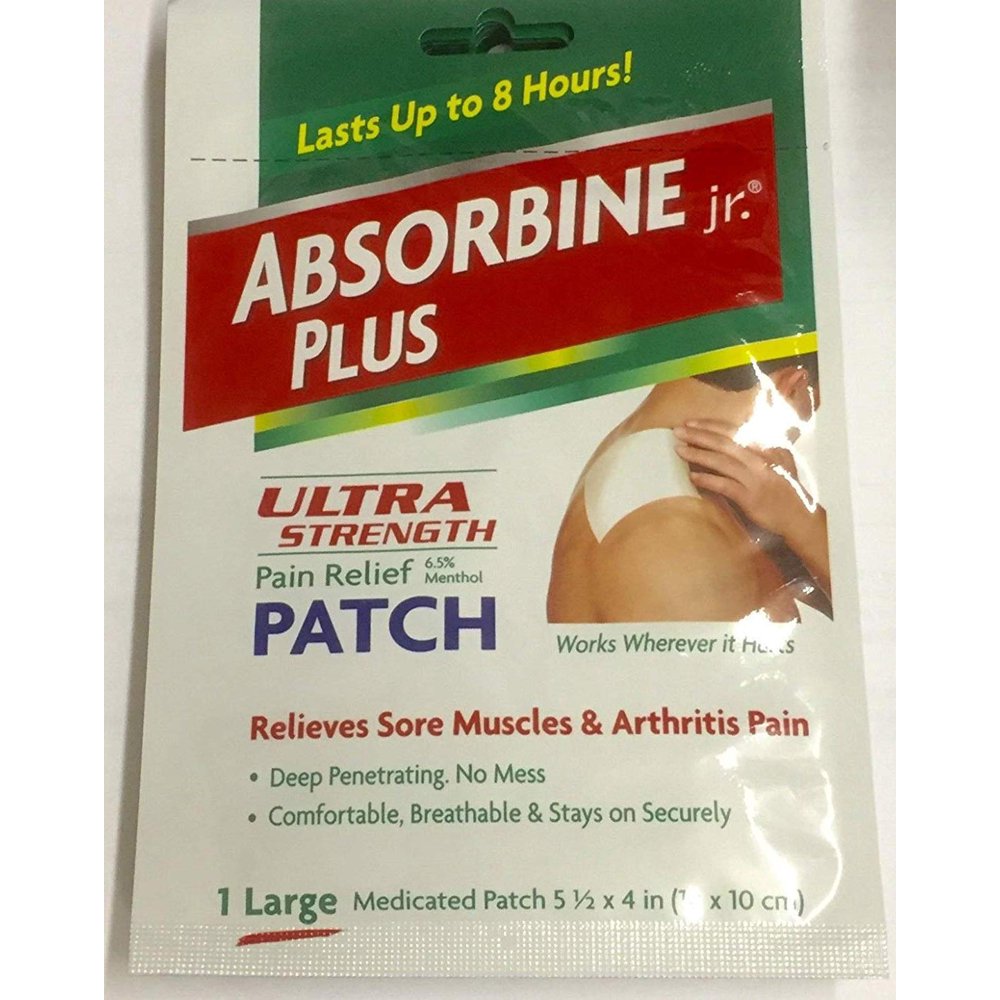 Lasts Up to 8 Hours!
ABSORBINE jr.®
PLUS
ULTRA
STRENGTH
Pain Relief 6.5% Menthol
PATCH
Works Wherever it
Relieves Sore Muscles & Arthritis Pain
• Deep Penetrating. No Mess
• Comfortable, Breathable & Stays on Securely
1 Large Medicated Patch 5 ½ x 4 in ( x 10 cm)